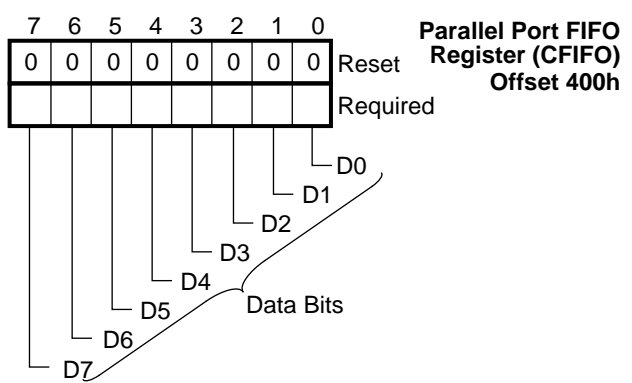 7 6 5 4 3 2 1 0
Parallel Port FIFO
Register (CFIFO)
Offset 400h
0 0 0 0 0 0 0 0 Reset
Required
D0
D1
D2
D3
D4
D5
D6
D7
Data Bits